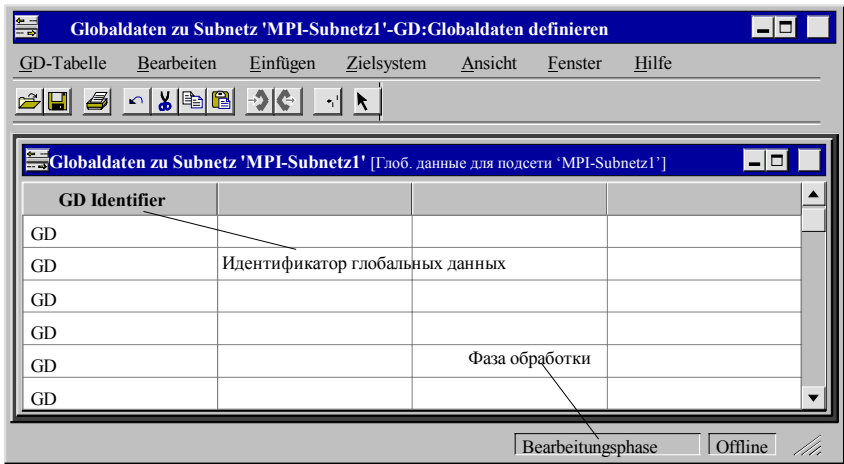 Globaldaten zu Subnetz 'MPI-Subnetz1'-GD:Globaldaten definieren
GD-Tabelle Bearbeiten Einfügen Zielsystem Ansicht Fenster Hilfe
Globaldaten zu Subnetz 'MPI-Subnetz1' [Глоб. данные для подсети ‘MPI-Subnetz1’]
GD Identifier
GD
GD
Идентификатор глобальных данных
GD
GD
GD
Фаза обработки
GD
Bearbeitungsphase Offline